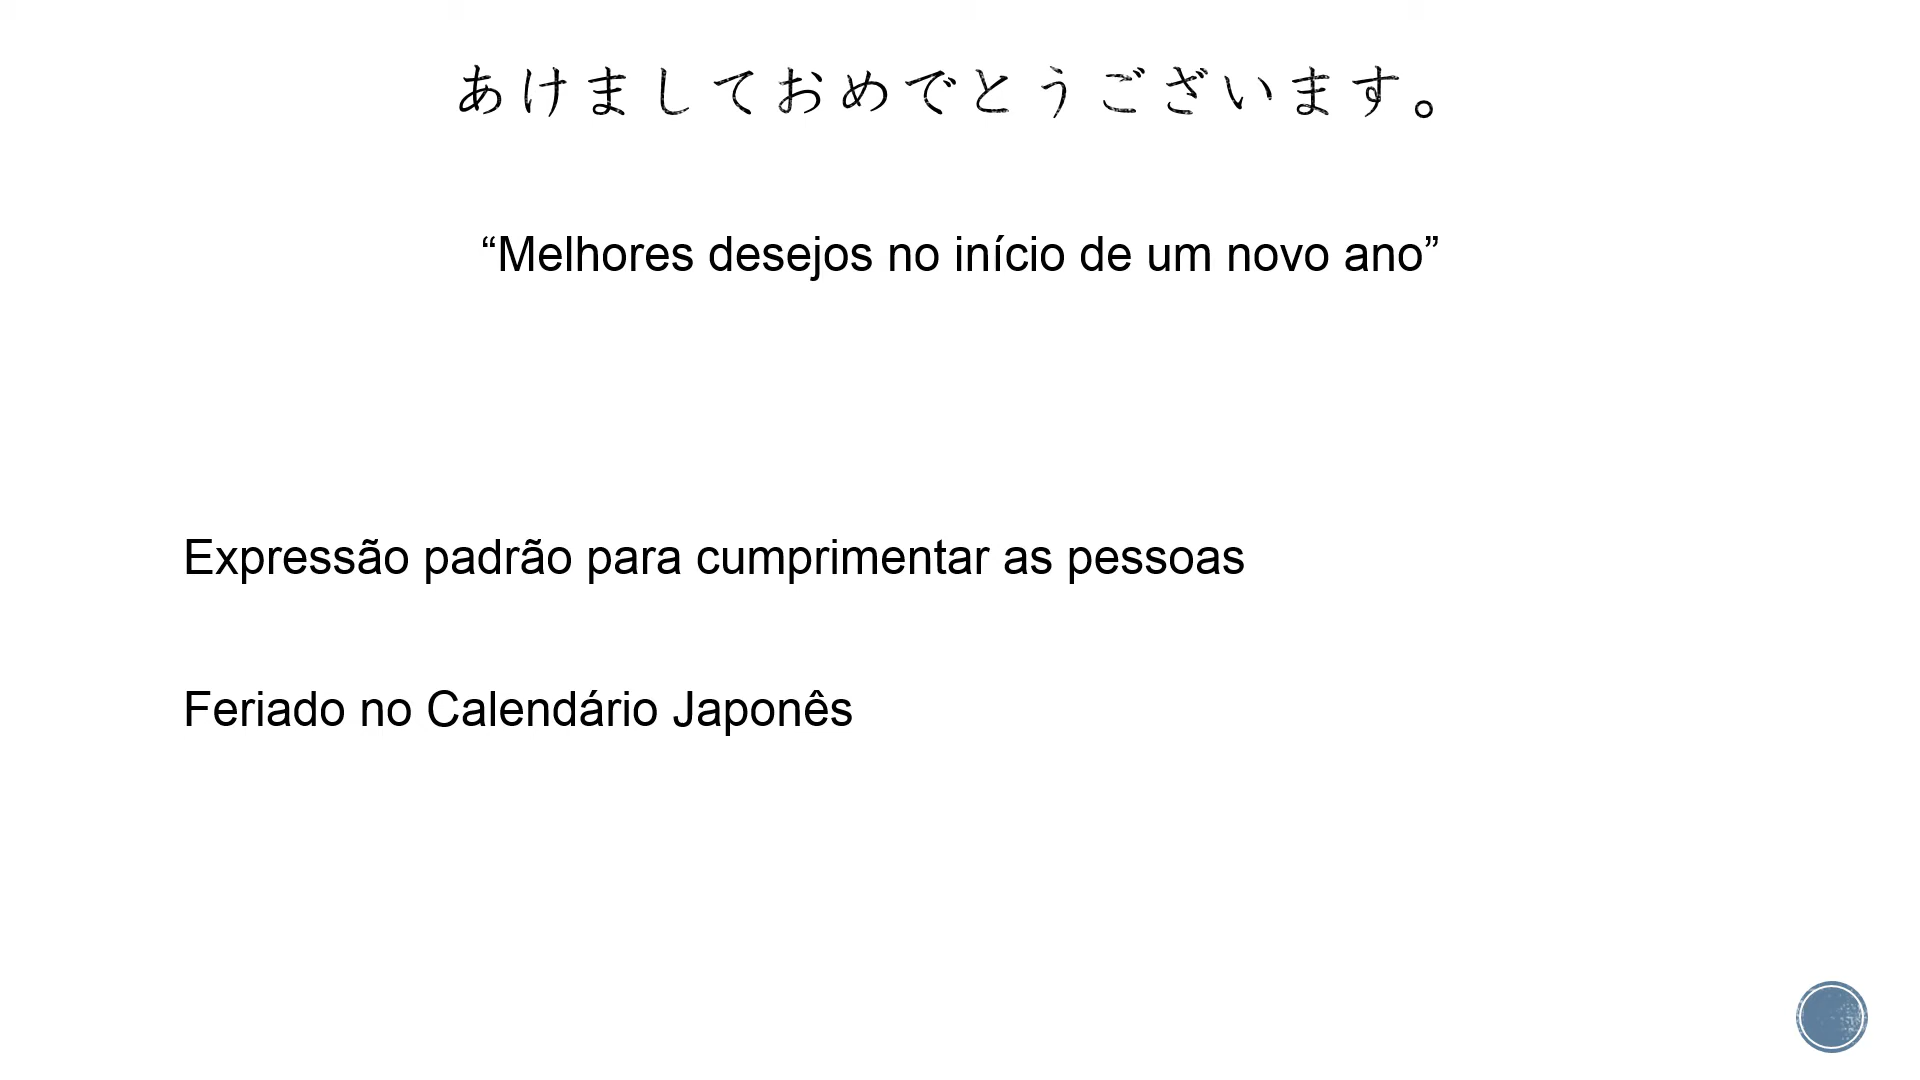 あけましておめでとうございます。
“Melhores desejos no início de um novo ano”
Expressão padrão para cumprimentar as pessoas
Feriado no Calendário Japonês